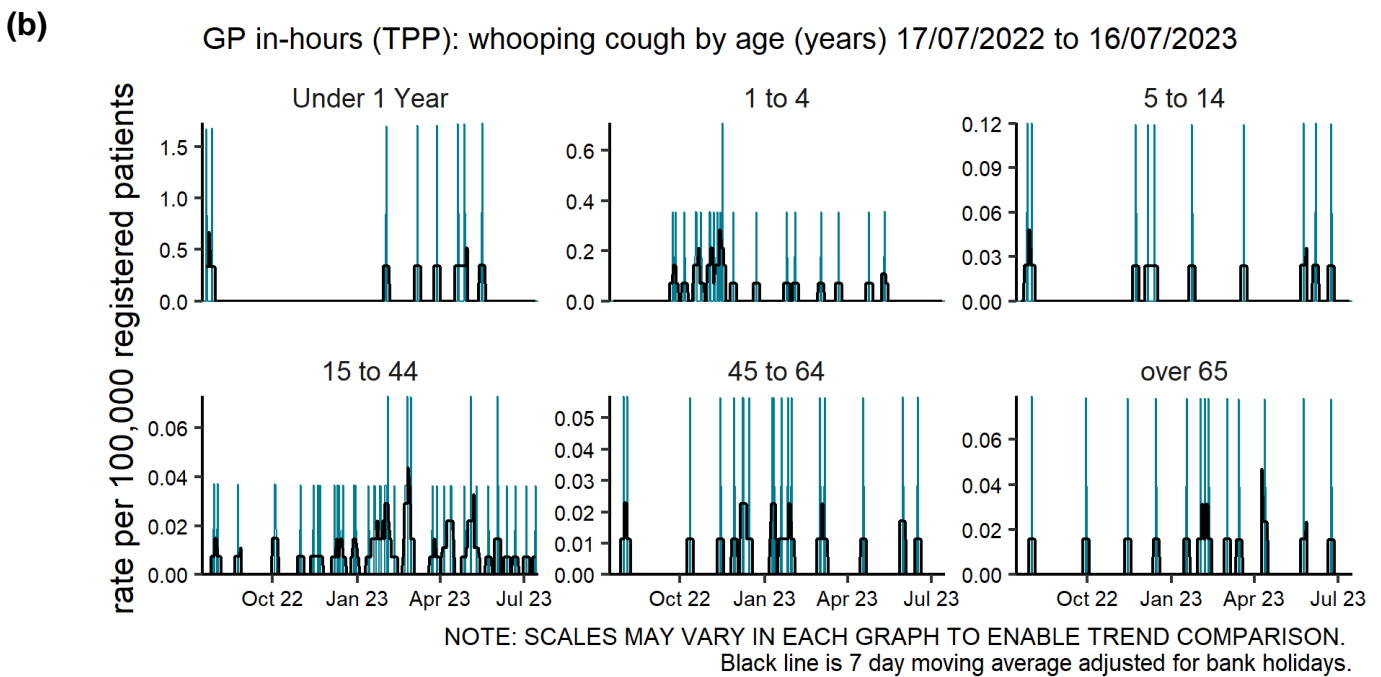 (b)
GP in-hours (TPP): whooping cough by age (years) 17/07/2022 to 16/07/2023
rate per 100,000 registered patients
Under 1 Year
1.5
1.0
0.5
0.0
1 to 4
0.6
0.4
0.2
0.0
5 to 14
0.12
0.09
0.06
0.03
0.00
15 to 44
0.06
0.04
0.02
0.00
Oct 22 Jan 23 Apr 23 Jul 23
45 to 64
0.05
0.04
0.03
0.02
0.01
0.00
Oct 22 Jan 23 Apr 23 Jul 23
over 65
0.06
0.04
0.02
0.00
Oct 22 Jan 23 Apr 23 Jul 23
NOTE: SCALES MAY VARY IN EACH GRAPH TO ENABLE TREND COMPARISON.
Black line is 7 day moving average adjusted for bank holidays.